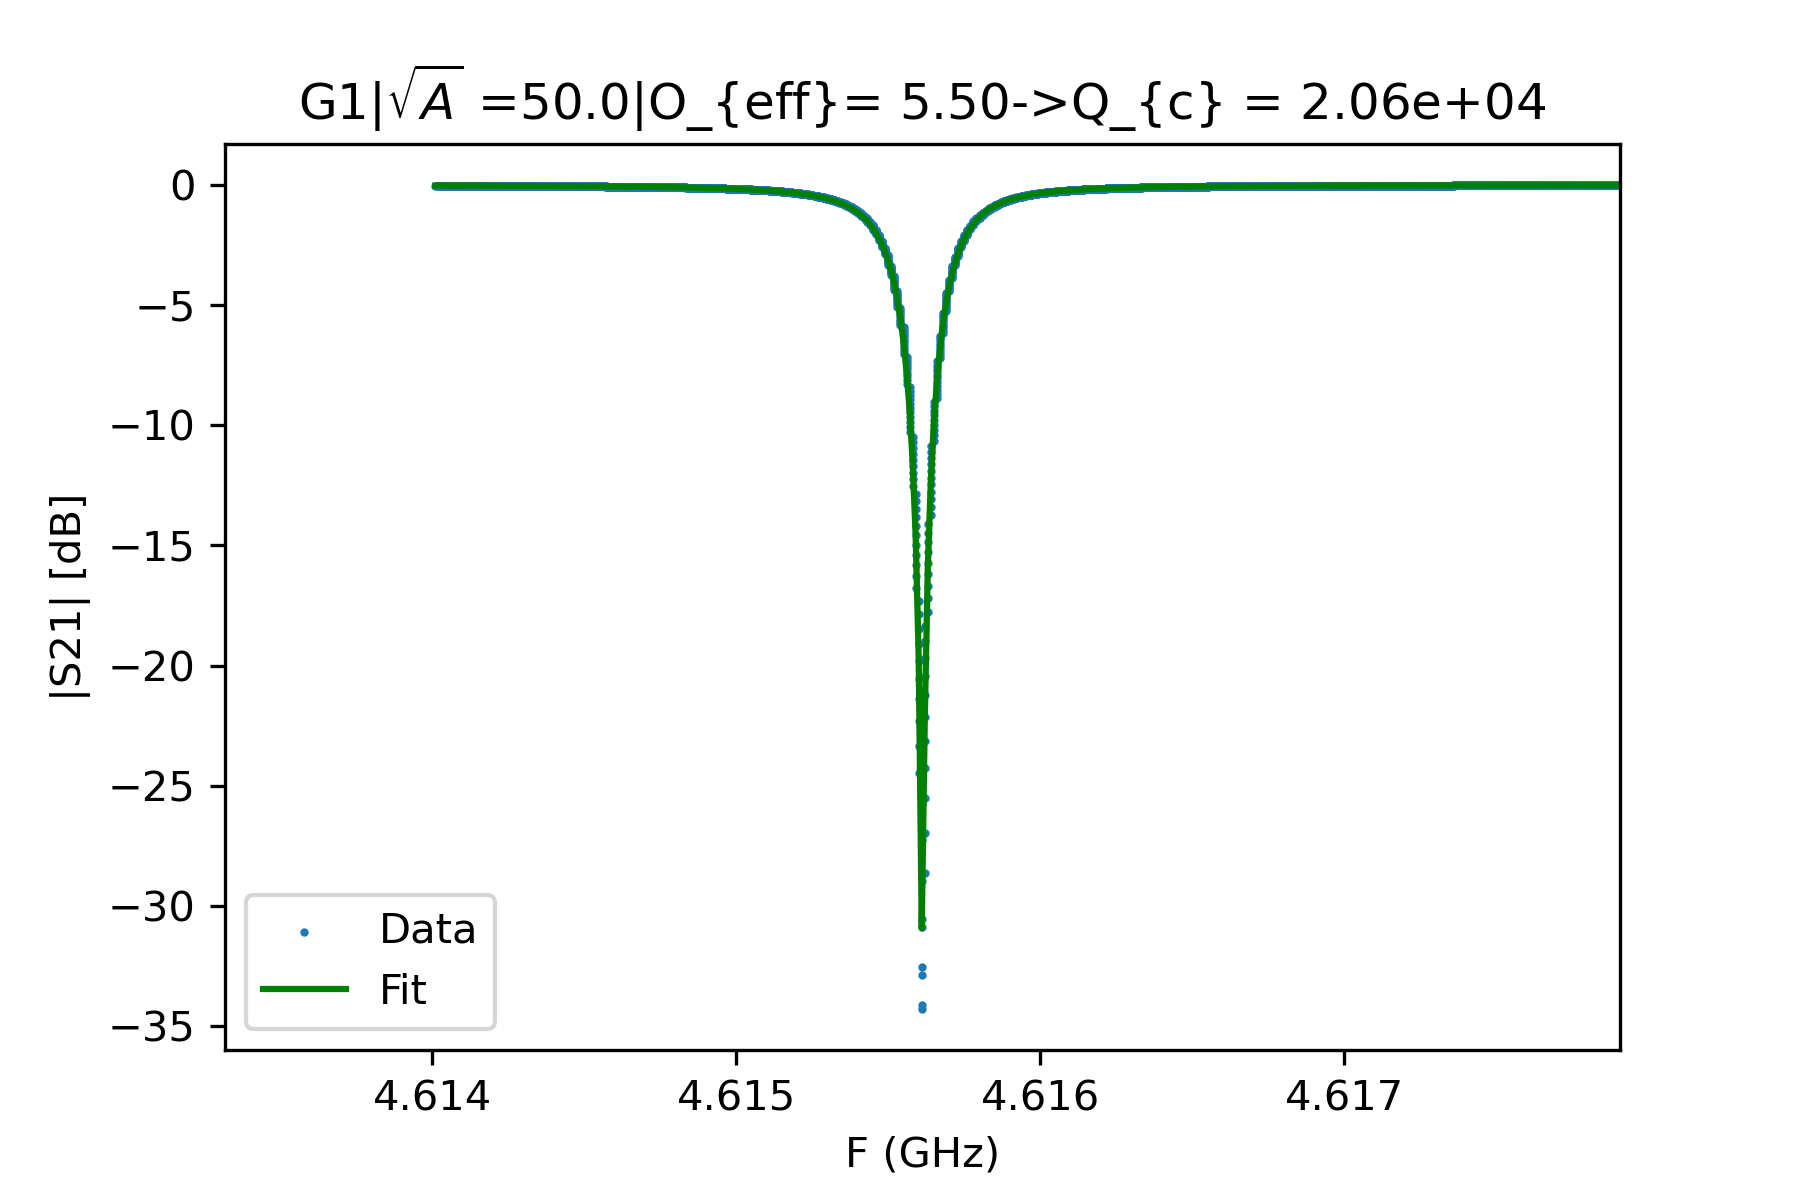 G1|√A =50.0|O_{eff}= 5.50->Q_{c} = 2.06e+04
|S21| [dB]
0
−5
−10
−15
−20
−25
−30
−35
Data
Fit
4.614 4.615 4.616 4.617
F (GHz)